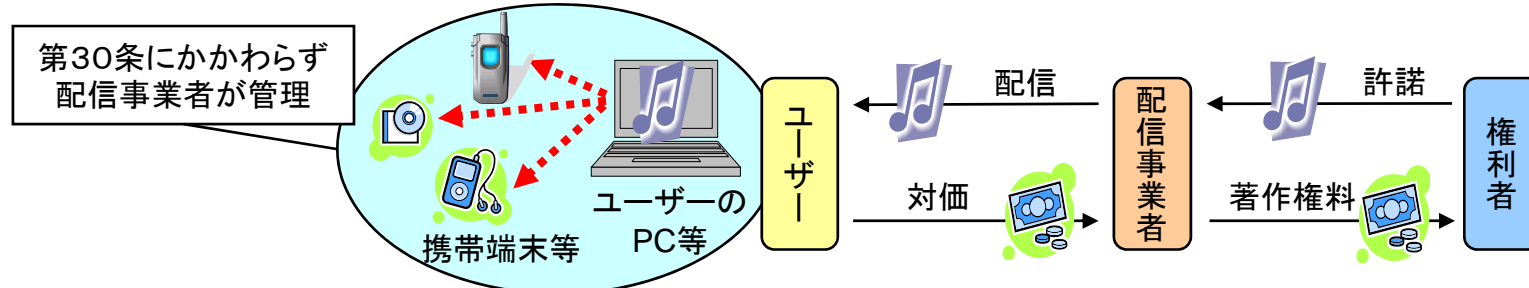 第30条にかかわらず
配信事業者が管理
携帯端末等
ユーザーの
PC等
ユーザー
配信
対価
配信事業者
許諾
著作権料
権利者